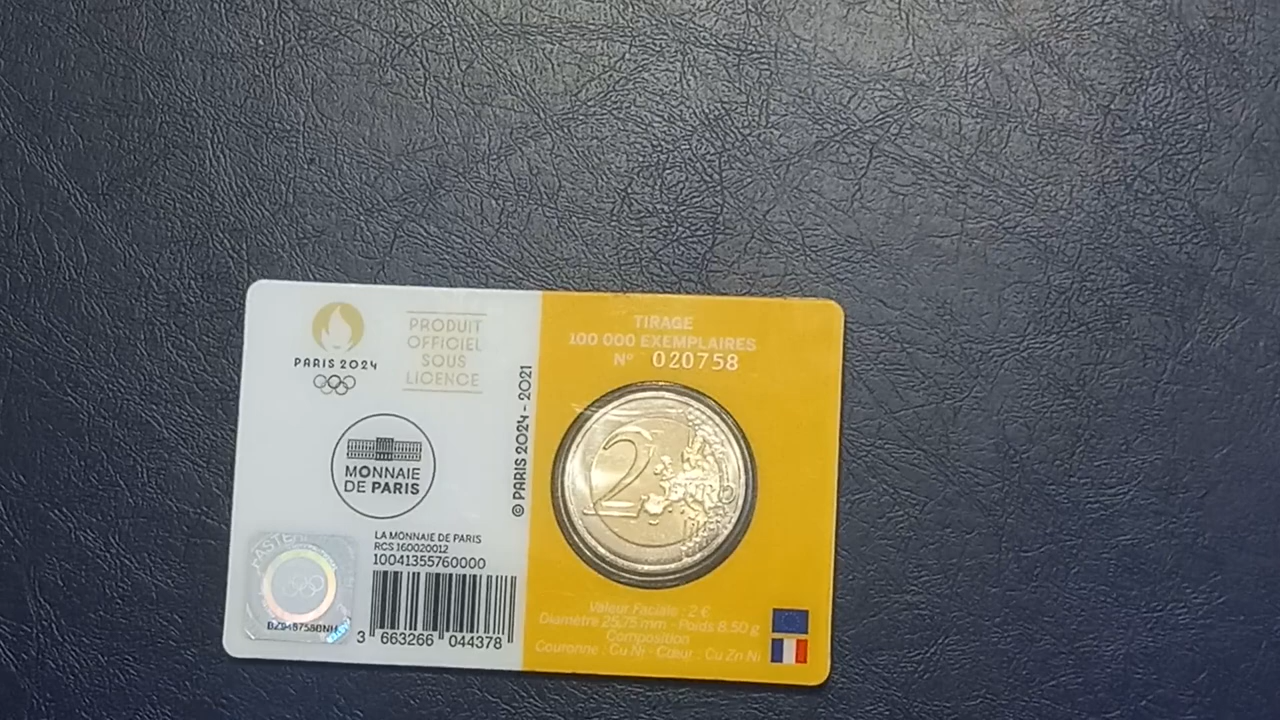 PARIS 2024
PRODUIT
OFFICIEL
SOUS
LICENCE
MONNAIE
DE PARIS
© PARIS 2024 - 2021
LA MONNAIE DE PARIS
RCS 160020012
10041355760000
3 663266 044378
TIRAGE
100 000 EXEMPLAIRES
N° 020758
2 EURO
Valeur Faciale : 2 €
Diamètre 25,75 mm - Poids 8,50 g
Composition
Couronne : Cu Ni - Cœur : Cu Zn Ni